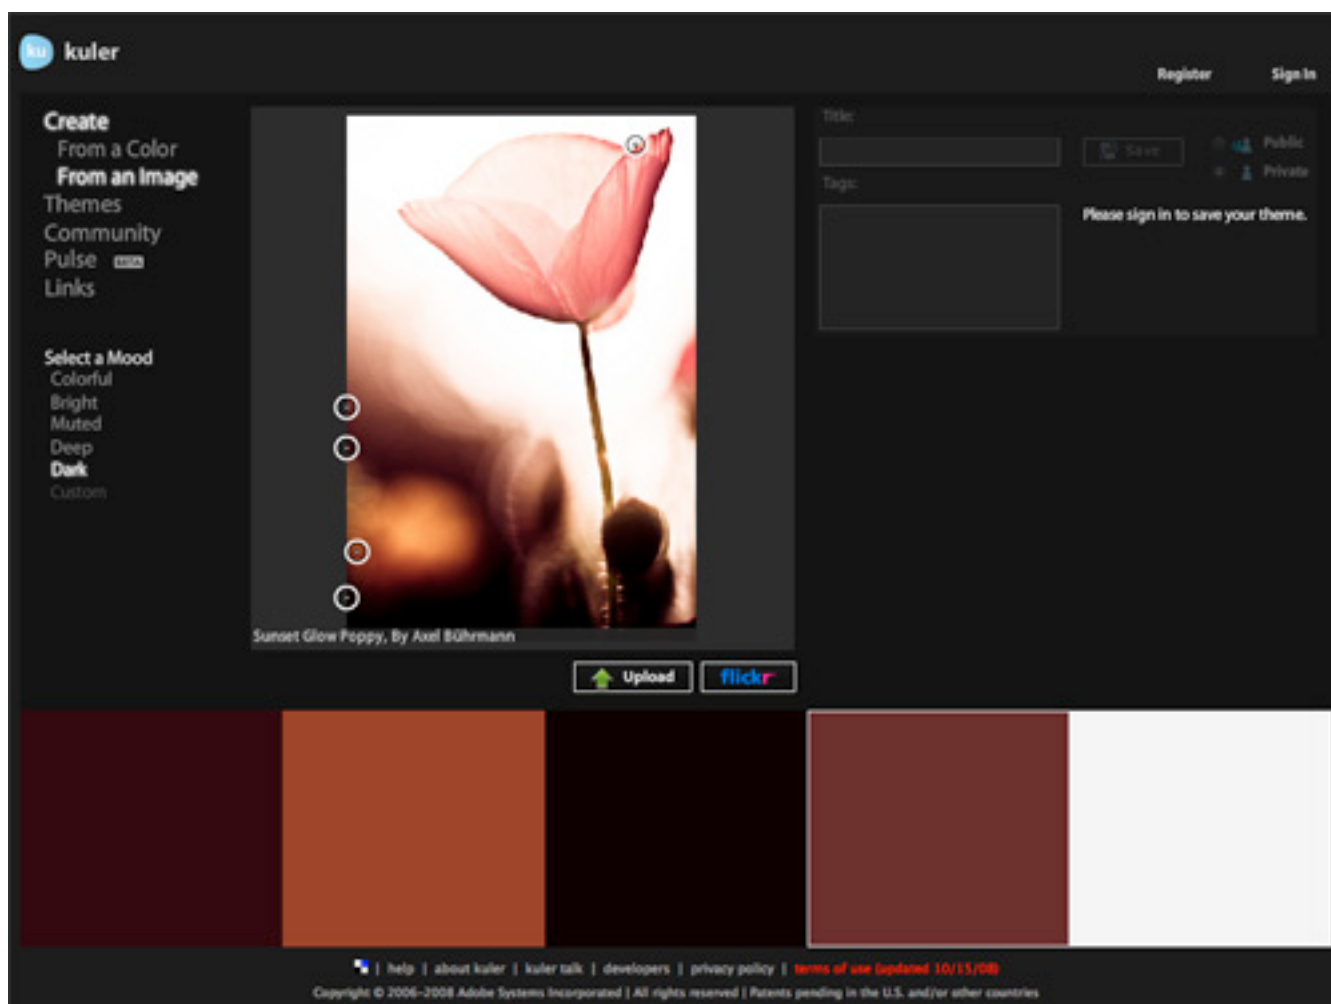 ku kuler
Register Sign In
Create
From a Color
From an Image
Themes
Community
Pulse BETA
Links
Select a Mood
Colorful
Bright
Muted
Deep
Dark
Custom
Sunset Glow Poppy, By Axel Bührmann
Upload flickr
Title:
Save
Public
Private
Tags:
Please sign in to save your theme.
| help | about kuler | kuler talk | developers | privacy policy | terms of use (updated 10/15/08)
Copyright © 2006-2008 Adobe Systems Incorporated | All rights reserved | Patents pending in the U.S. and/or other countries